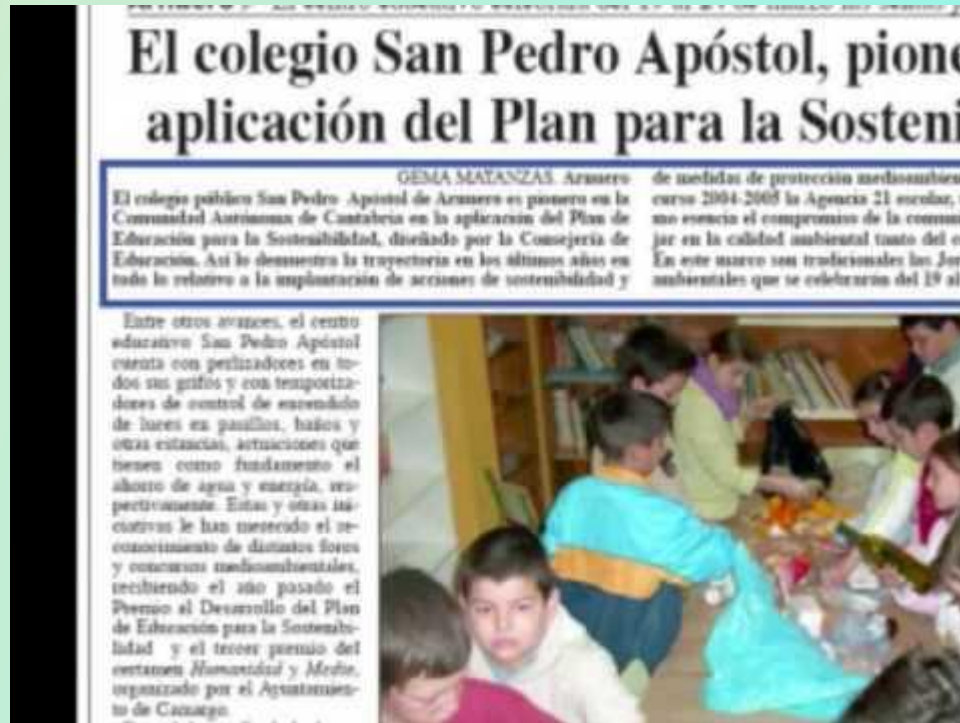 El colegio San Pedro Apóstol, pione
aplicación del Plan para la Sosteni
GEMA MATANZAS. Arnuero
El colegio público San Pedro Apóstol de Arnuero es pionero en la
Comunidad Autónoma de Cantabria en la aplicación del Plan de
Educación para la Sostenibilidad, diseñado por la Consejería de
Educación. Así lo demuestra la trayectoria en los últimos años en
todo lo relativo a la implantación de acciones de sostenibilidad y
de medidas de protección medioambien
curso 2004-2005 la Agencia 21 escolar,
mo esencia el compromiso de la comuni
jar en la calidad ambiental tanto del
En este marco son tradicionales las Jor
ambientales que se celebrarán del 19 al
Entre otros avances, el centro
educativo San Pedro Apóstol
cuenta con perlizadores en to-
dos sus grifos y con temporiza-
dores de control de encendido
de luces en pasillos, baños y
otras estancias, actuaciones que
tienen como fundamento el
ahorro de agua y energía, res-
pectivamente. Estas y otras ini-
ciativas le han merecido el re-
conocimiento de distintos foros
y concursos medioambientales,
recibiendo el año pasado el
Premio al Desarrollo del Plan
de Educación para la Sostenibi-
lidad y el tercer premio del
certamen Humanidad y Medio,
organizado por el Ayuntamien-
to de Camargo.